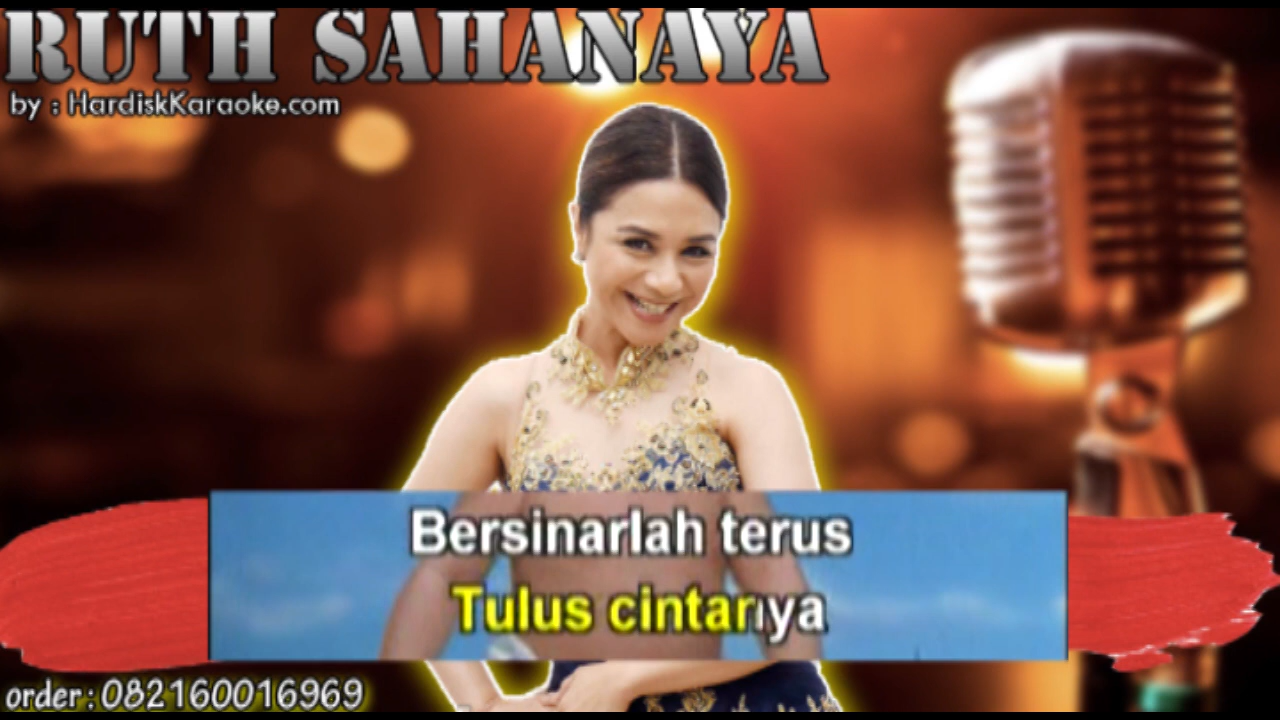 RUTH SAHANAYA
by : HardiskKaraoke.com
Bersinarlah terus
Tulus cintanya
order : 082160016969